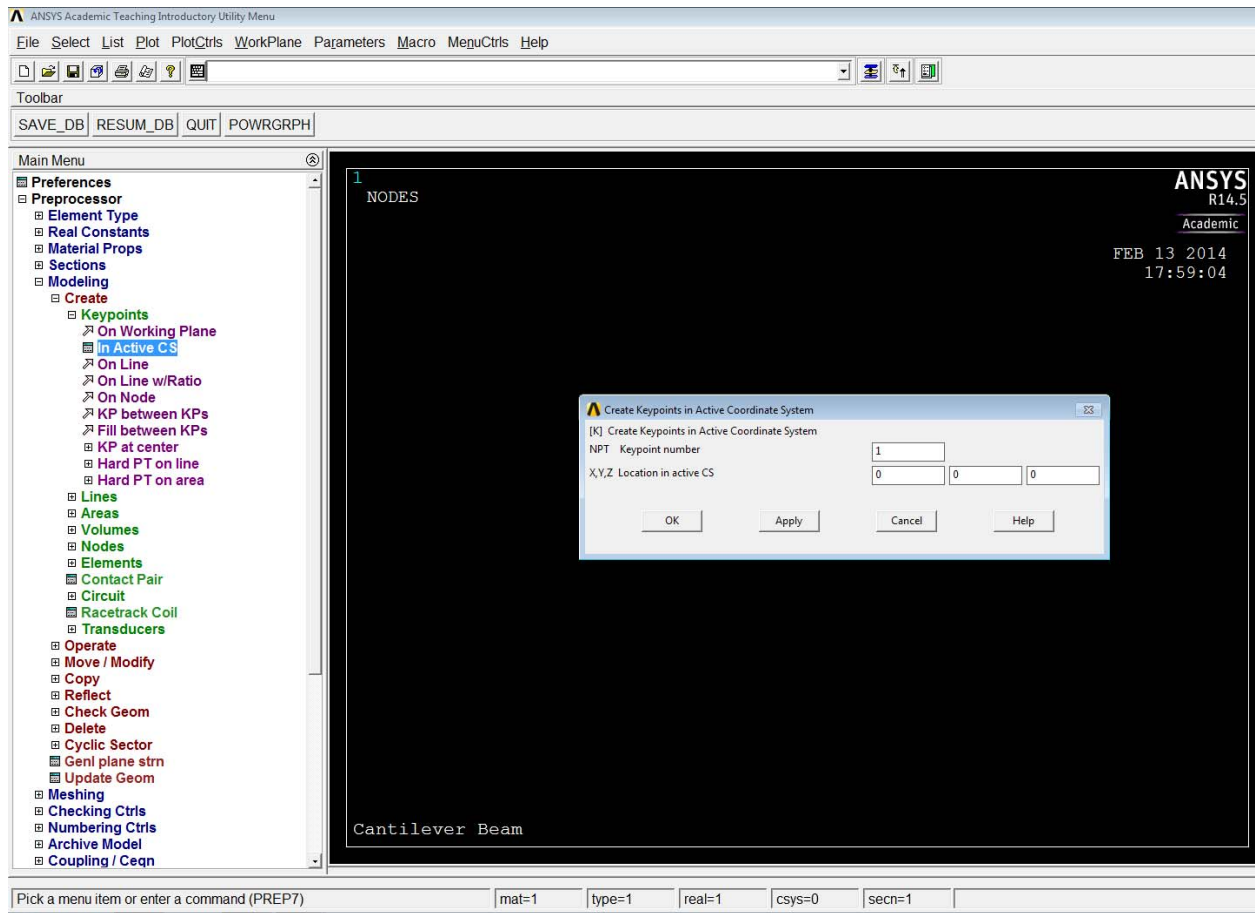 ANSYS Academic Teaching Introductory Utility Menu
File Select List Plot PlotCtrls WorkPlane Parameters Macro MenuCtrls Help
Toolbar
SAVE_DB RESUM_DB QUIT POWRGRPH
Main Menu
Preferences
Preprocessor
Element Type
Real Constants
Material Props
Sections
Modeling
Create
Keypoints
On Working Plane
In Active CS
On Line
On Line w/Ratio
On Node
KP between KPs
Fill between KPs
KP at center
Hard PT on line
Hard PT on area
Lines
Areas
Volumes
Nodes
Elements
Contact Pair
Circuit
Racetrack Coil
Transducers
Operate
Move / Modify
Copy
Reflect
Check Geom
Delete
Cyclic Sector
Genl plane strn
Update Geom
Meshing
Checking Ctrls
Numbering Ctrls
Archive Model
Coupling / Ceqn
1
NODES
ANSYS
R14.5
Academic
FEB 13 2014
17:59:04
Create Keypoints in Active Coordinate System
[K] Create Keypoints in Active Coordinate System
NPT Keypoint number 1
X,Y,Z Location in active CS 0 0 0
OK Apply Cancel Help
Cantilever Beam
Pick a menu item or enter a command (PREP7) mat=1 type=1 real=1 csys=0 secn=1